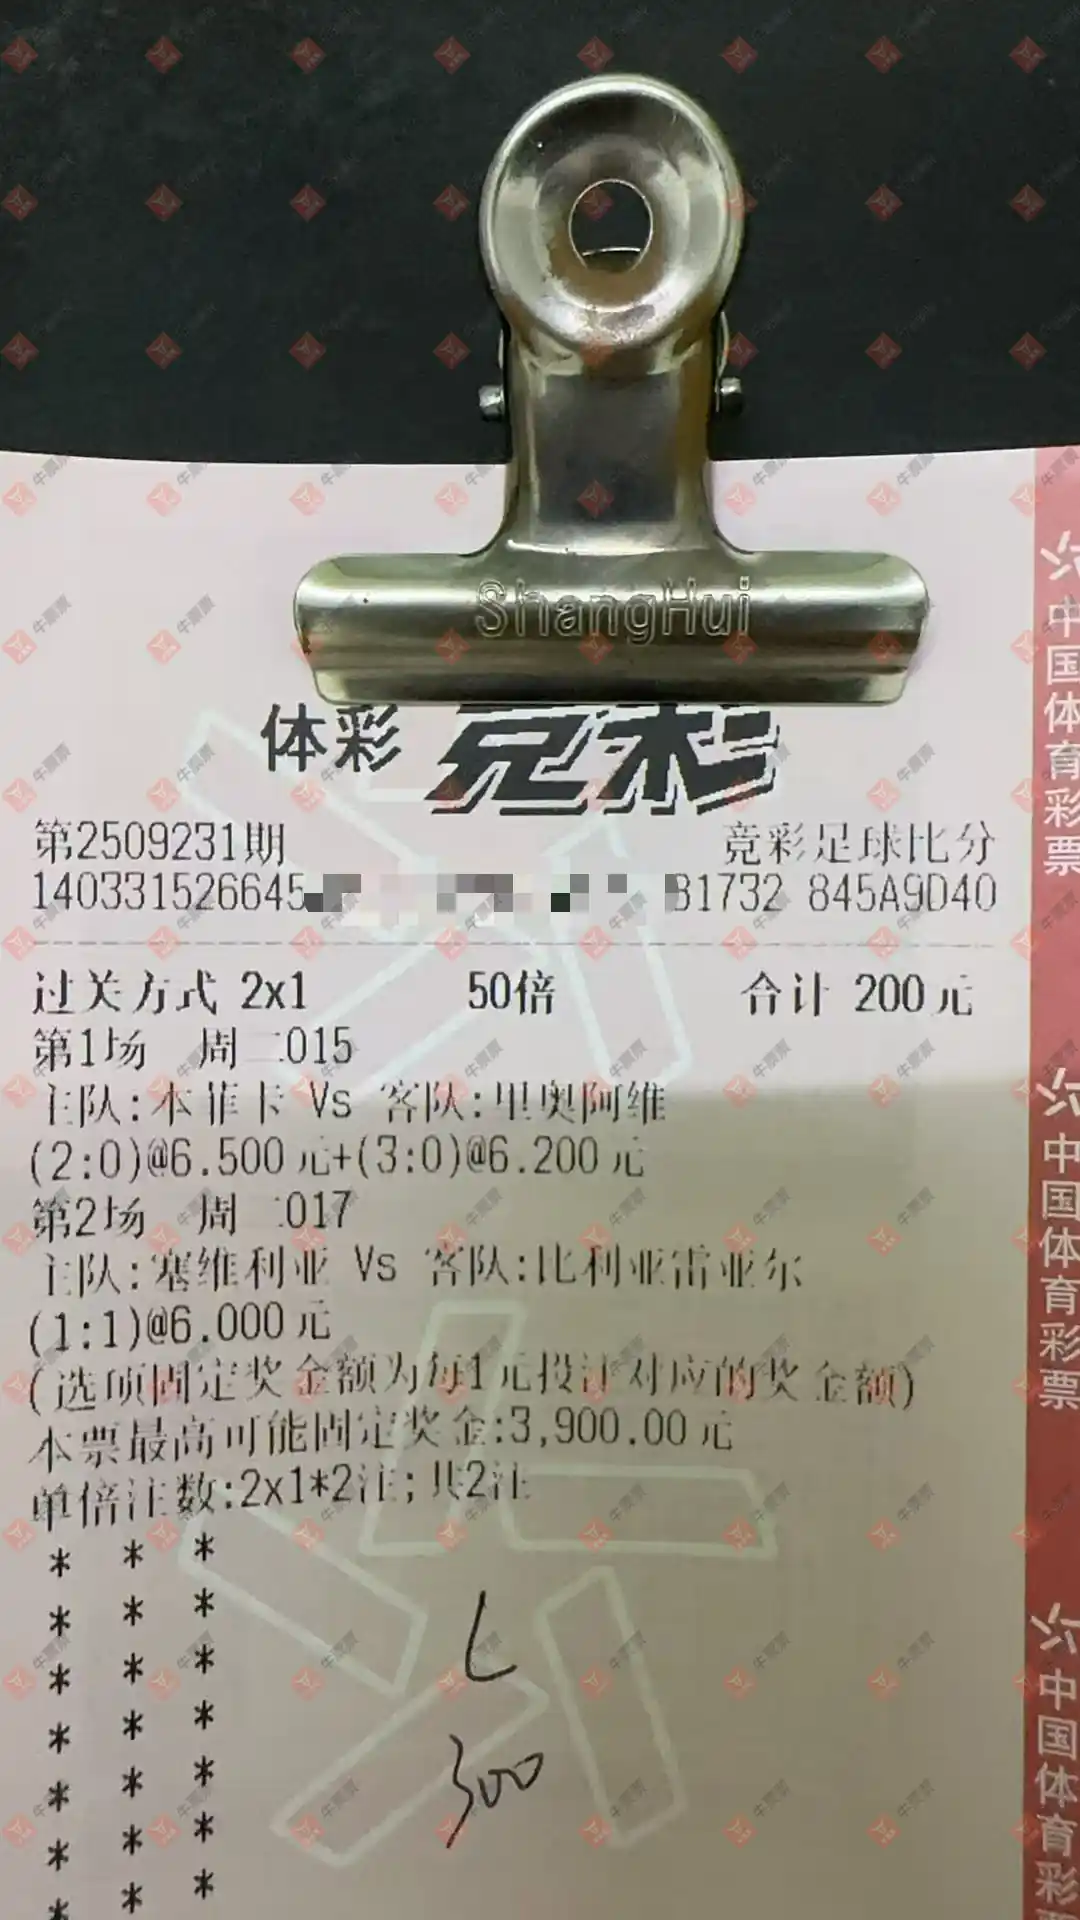 ShangHui
体彩 竞彩
第2509231期 竞彩足球比分
140331526645 B1732 845A9D40
过关方式 2x1 50倍 合计 200元
第1场 周二015
主队:本菲卡 Vs 客队:里奥阿维
(2:0)@6.500元+(3:0)@6.200元
第2场 周二017
主队:塞维利亚 Vs 客队:比利亚雷亚尔
(1:1)@6.000元
(选项固定奖金额为每1元投注对应的奖金额)
本票最高可能固定奖金:3,900.00元
单倍注数:2x1*2注;共2注
* * *
* * *
* * *
* * *
* * *
* * *
* * *
L
300
中国体育彩票
中国体育彩票
中国体育彩
牛票票